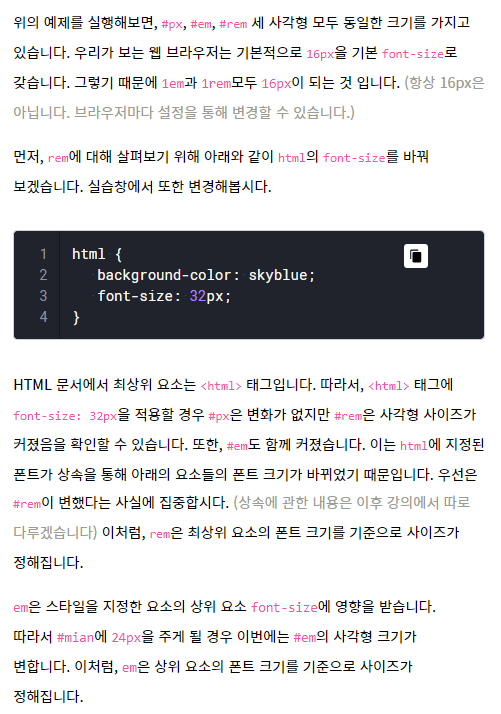 위의 예제를 실행해보면, #px, #em, #rem 세 사각형 모두 동일한 크기를 가지고
있습니다. 우리가 보는 웹 브라우저는 기본적으로 16px을 기본 font-size로
갖습니다. 그렇기 때문에 1em과 1rem모두 16px이 되는 것 입니다. (항상 16px은
아닙니다. 브라우저마다 설정을 통해 변경할 수 있습니다.)
먼저, rem에 대해 살펴보기 위해 아래와 같이 html의 font-size를 바꿔
보겠습니다. 실습창에서 또한 변경해봅시다.
1 html {
2 background-color: skyblue;
3 font-size: 32px;
4 }
HTML 문서에서 최상위 요소는 <html> 태그입니다. 따라서, <html> 태그에
font-size: 32px을 적용할 경우 #px은 변화가 없지만 #rem은 사각형 사이즈가
커졌음을 확인할 수 있습니다. 또한, #em도 함께 커졌습니다. 이는 html에 지정된
폰트가 상속을 통해 아래의 요소들의 폰트 크기가 바뀌었기 때문입니다. 우선은
#rem이 변했다는 사실에 집중합시다. (상속에 관한 내용은 이후 강의에서 따로
다루겠습니다) 이처럼, rem은 최상위 요소의 폰트 크기를 기준으로 사이즈가
정해집니다.
em은 스타일을 지정한 요소의 상위 요소 font-size에 영향을 받습니다.
따라서 #mian에 24px을 주게 될 경우 이번에는 #em의 사각형 크기가
변합니다. 이처럼, em은 상위 요소의 폰트 크기를 기준으로 사이즈가
정해집니다.